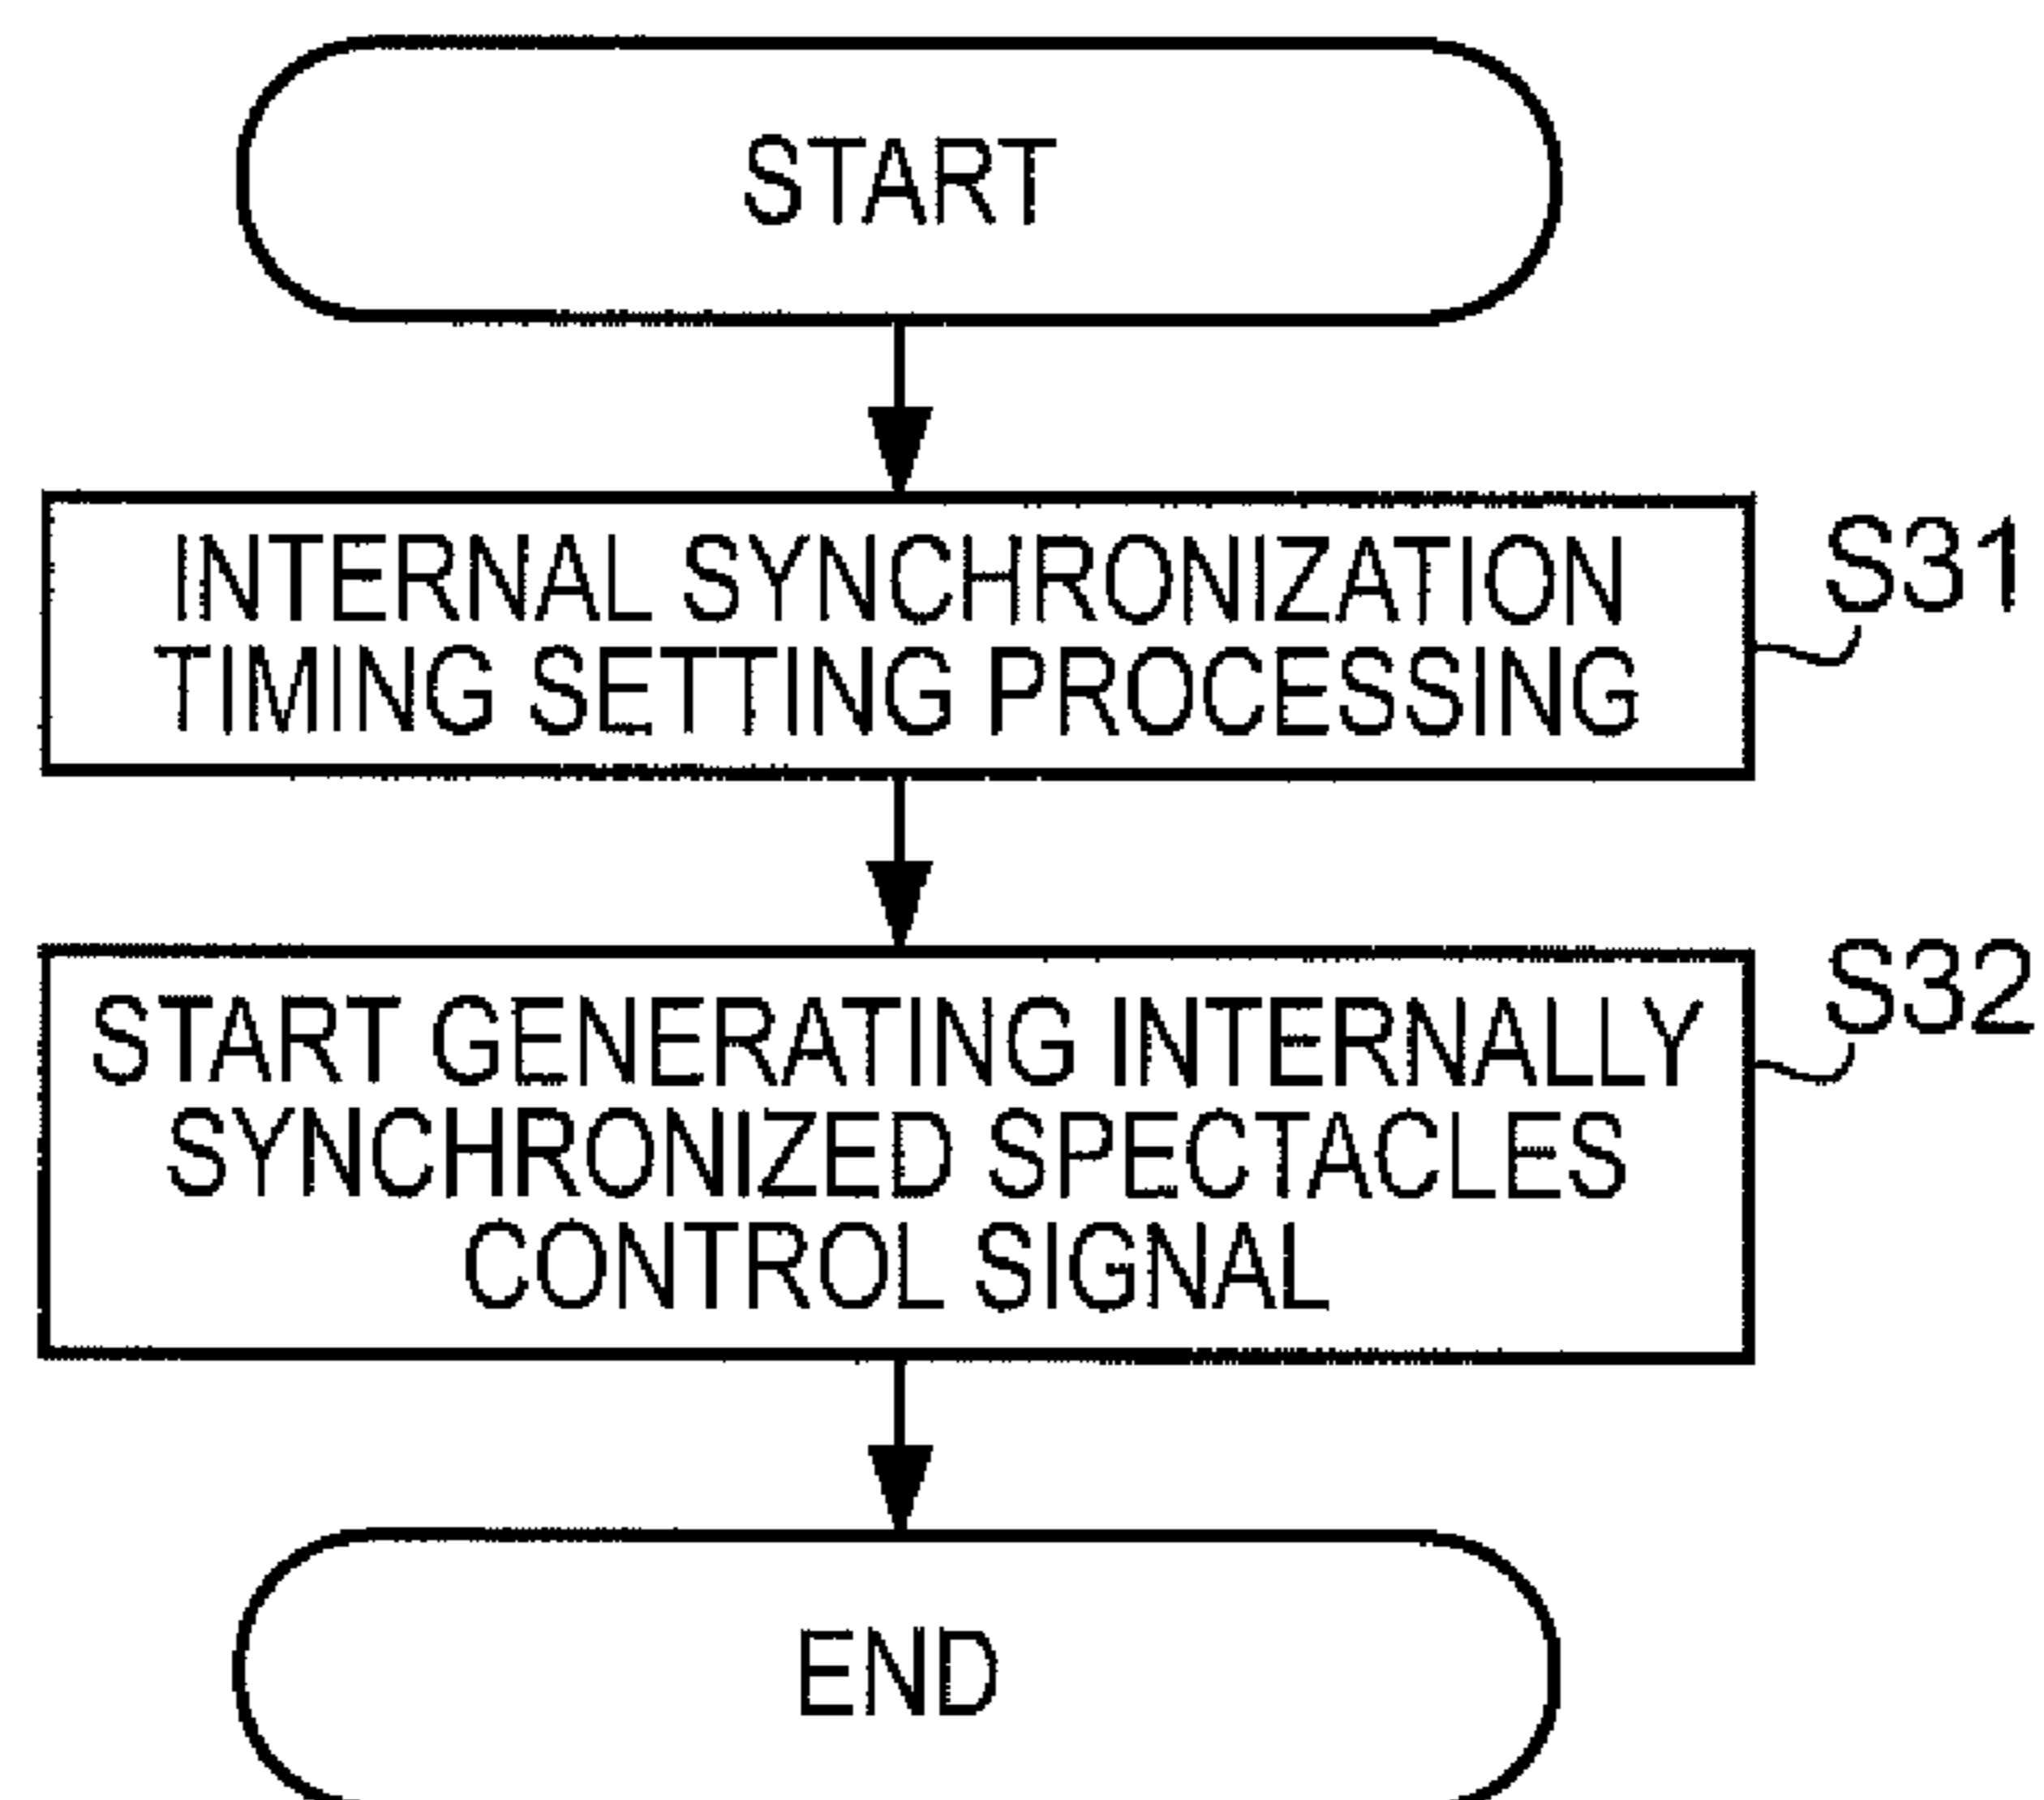 START
INTERNAL SYNCHRONIZATION
TIMING SETTING PROCESSING
S31
START GENERATING INTERNALLY
SYNCHRONIZED SPECTACLES
CONTROL SIGNAL
S32
END